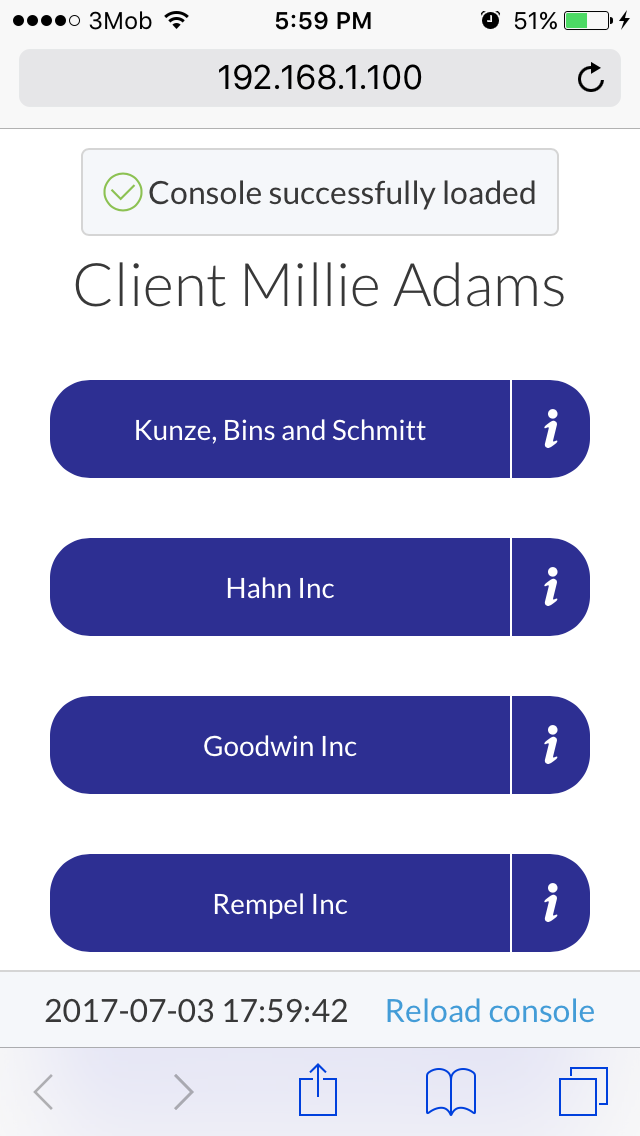 3Mob 5:59 PM 51%
192.168.1.100
Console successfully loaded
Client Millie Adams
Kunze, Bins and Schmitt
i
Hahn Inc
i
Goodwin Inc
i
Rempel Inc
i
2017-07-03 17:59:42 Reload console